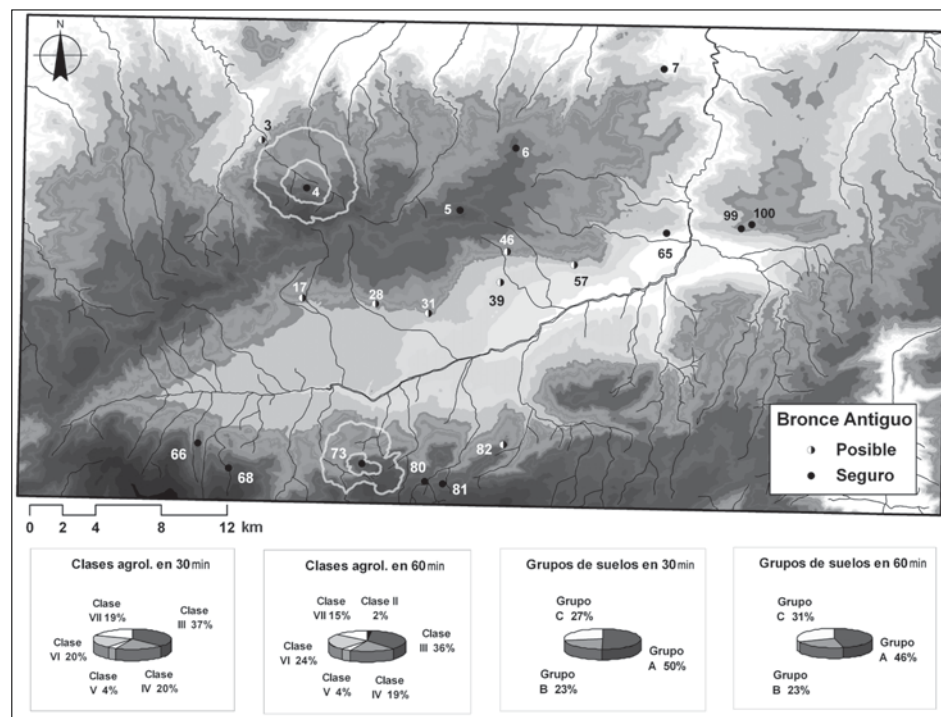 N
7
3
6
4
5
99 100
46
65
57
17
28
39
31
Bronce Antiguo
Posible
Seguro
82
66
73
80
68
81
0 2 4 8 12 km
Clases agrol. en 30 min
Clase
VII 19%
Clase
III 37%
Clase
VI 20%
Clase
V 4%
Clase
IV 20%
Clases agrol. en 60 min
Clase
VII 15%
Clase II
2%
Clase
III 36%
Clase
VI 24%
Clase
V 4%
Clase
IV 19%
Grupos de suelos en 30 min
Grupo
C 27%
Grupo
A 50%
Grupo
B 23%
Grupos de suelos en 60 min
Grupo
C 31%
Grupo
A 46%
Grupo
B 23%